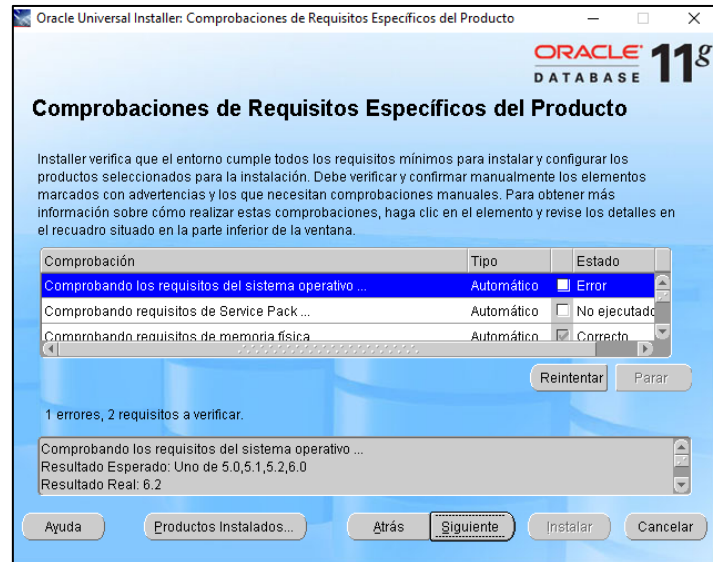 Oracle Universal Installer: Comprobaciones de Requisitos Específicos del Producto
ORACLE 11g
DATABASE
Comprobaciones de Requisitos Específicos del Producto
Installer verifica que el entorno cumple todos los requisitos mínimos para instalar y configurar los
productos seleccionados para la instalación. Debe verificar y confirmar manualmente los elementos
marcados con advertencias y los que necesitan comprobaciones manuales. Para obtener más
información sobre cómo realizar estas comprobaciones, haga clic en el elemento y revise los detalles en
el recuadro situado en la parte inferior de la ventana.
Comprobación Tipo Estado
Comprobando los requisitos del sistema operativo ... Automático Error
Comprobando requisitos de Service Pack ... Automático No ejecutado
Comprobando requisitos de memoria física Automático Correcto
Reintentar Parar
1 errores, 2 requisitos a verificar.
Comprobando los requisitos del sistema operativo ...
Resultado Esperado: Uno de 5.0,5.1,5.2,6.0
Resultado Real: 6.2
Ayuda Productos Instalados... Atrás Siguiente Instalar Cancelar